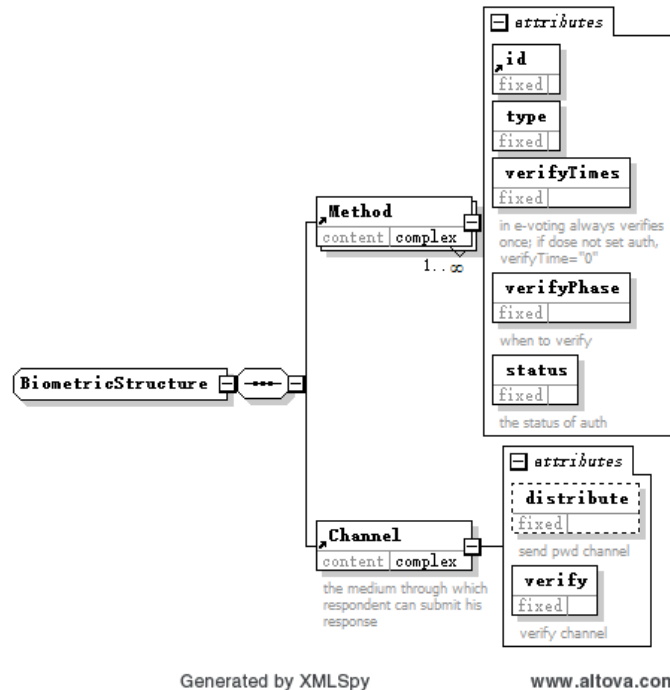 attributes
id
fixed
type
fixed
verifyTimes
fixed
in e-voting always verifies
once; if dose not set auth,
verifyTime="0"
verifyPhase
fixed
when to verify
status
fixed
the status of auth
Method
content complex
1..∞
BiometricStructure
attributes
distribute
fixed
send pwd channel
verify
fixed
verify channel
Channel
content complex
the medium through which
respondent can submit his
response
Generated by XMLSpy
www.altova.com